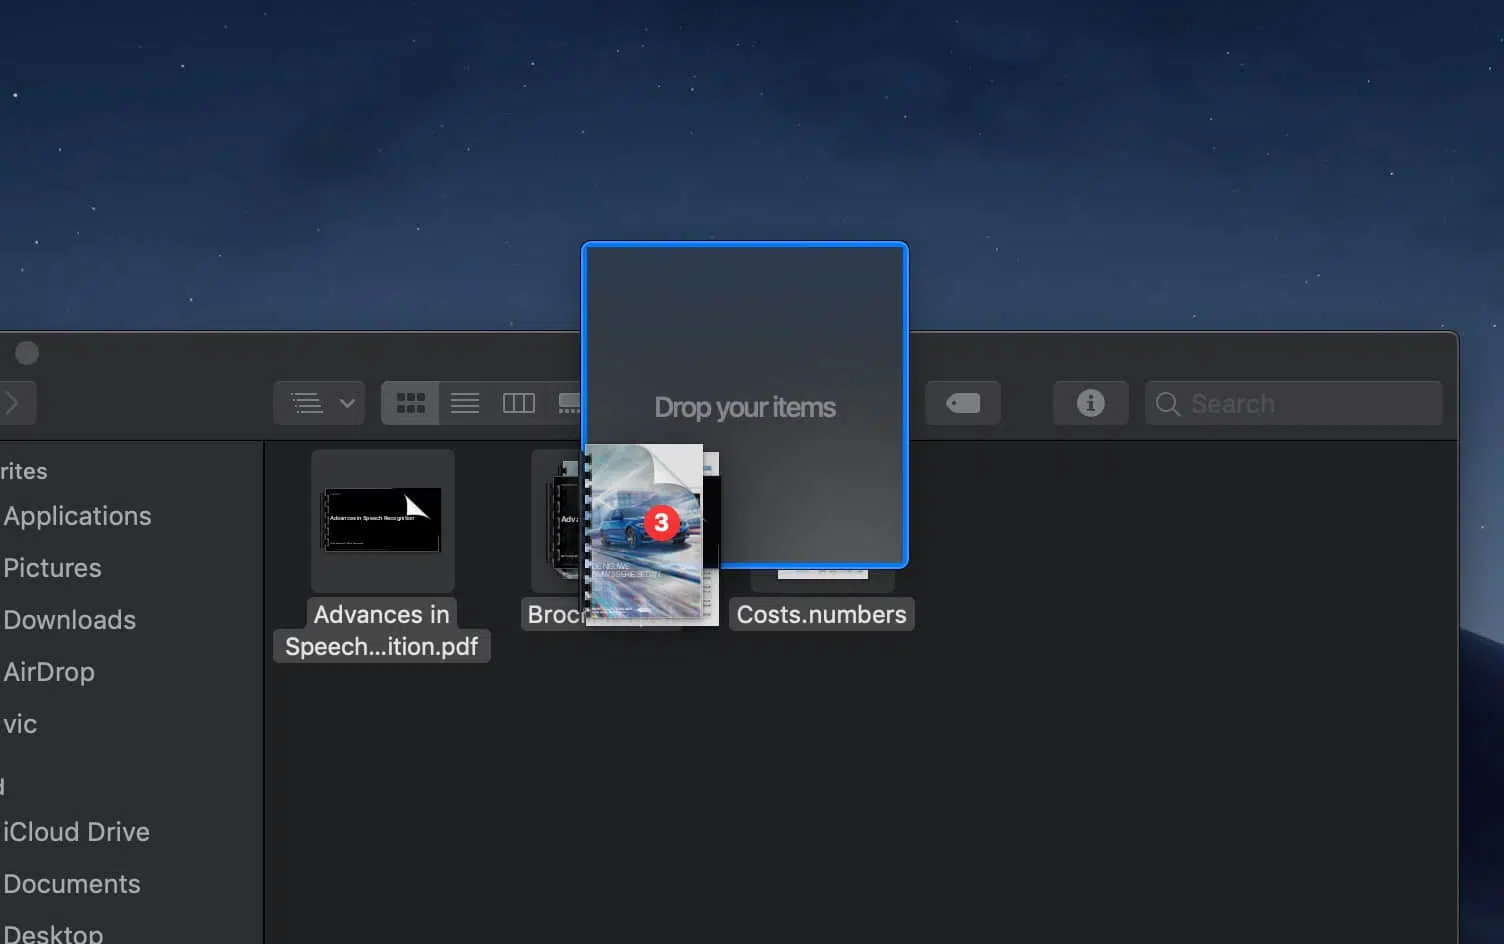 Drop your items
Search
rites
Applications
Pictures
Downloads
AirDrop
vic
iCloud Drive
Documents
Desktop
Advances in Speech Recognition
Adva
3
Advances in
Speech...ition.pdf
Broc
Costs.numbers